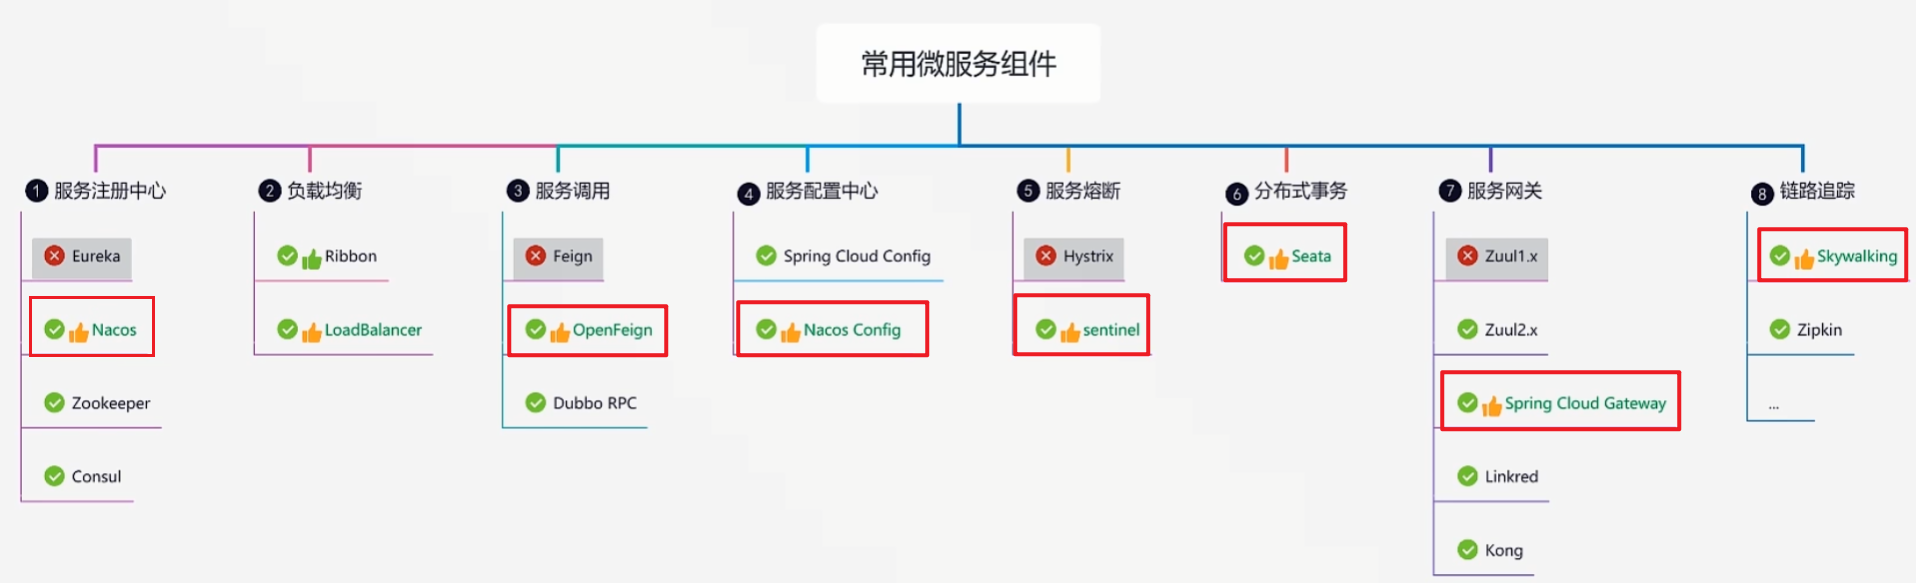 常用微服务组件
1 服务注册中心
Eureka
Nacos
Zookeeper
Consul
2 负载均衡
Ribbon
LoadBalancer
3 服务调用
Feign
OpenFeign
Dubbo RPC
4 服务配置中心
Spring Cloud Config
Nacos Config
5 服务熔断
Hystrix
sentinel
6 分布式事务
Seata
7 服务网关
Zuul1.x
Zuul2.x
Spring Cloud Gateway
Linkred
Kong
8 链路追踪
Skywalking
Zipkin
...